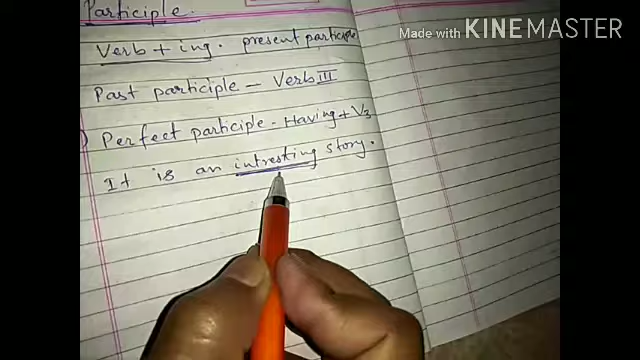 Participle.
Made with KINEMASTER
Verb + ing. present participle
Past participle - Verb III
) Perfect participle - Having + V3
It is an intresting story.